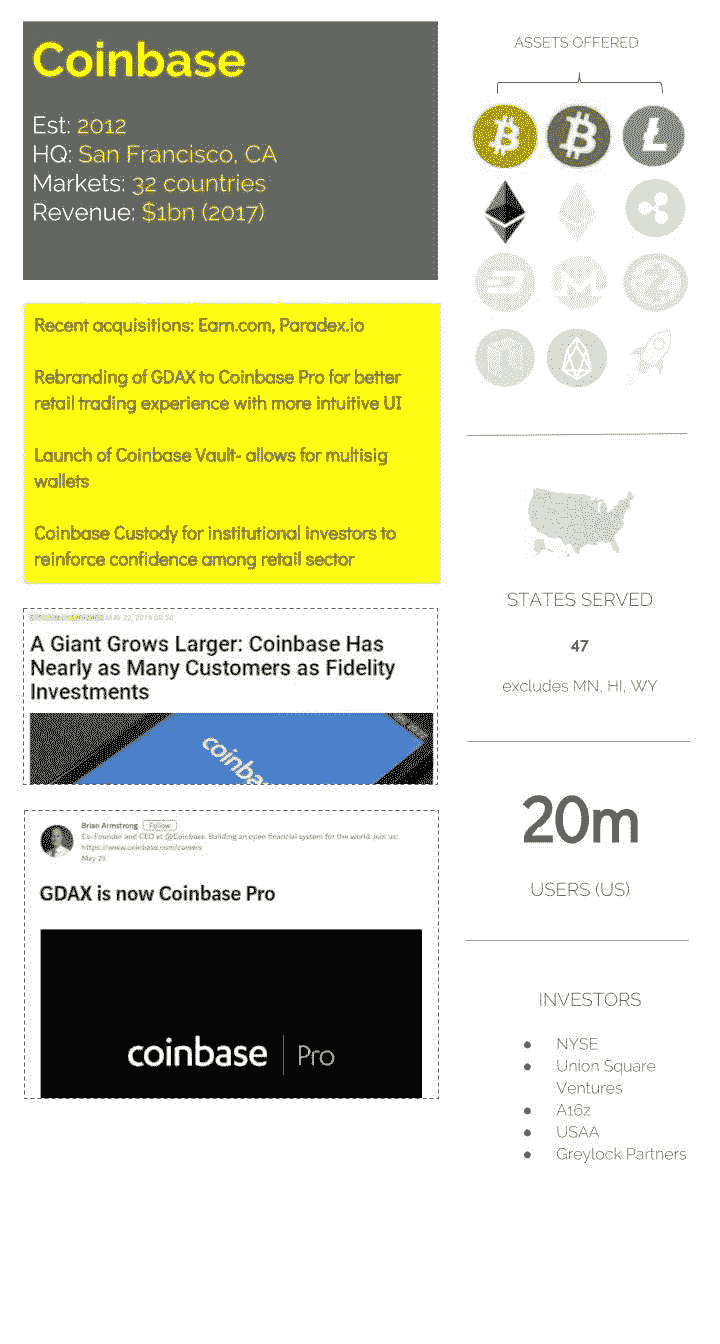 Coinbase
Est: 2012
HQ: San Francisco, CA
Markets: 32 countries
Revenue: $1bn (2017)
Recent acquisitions: Earn.com, Paradex.io
Rebranding of GDAX to Coinbase Pro for better
retail trading experience with more intuitive UI
Launch of Coinbase Vault- allows for multisig
wallets
Coinbase Custody for institutional investors to
reinforce confidence among retail sector
MAY 22, 2018 08:30
A Giant Grows Larger: Coinbase Has
Nearly as Many Customers as Fidelity
Investments
coinba
Brian Armstrong Follow
Co-Founder and CEO at @Coinbase. Building an open financial system for the world. Join us:
https://www.coinbase.com/careers
May 25
GDAX is now Coinbase Pro
coinbase Pro
ASSETS OFFERED
STATES SERVED
47
excludes MN, HI, WY
20m
USERS (US)
INVESTORS
● NYSE
● Union Square
Ventures
● A16z
● USAA
● Greylock Partners